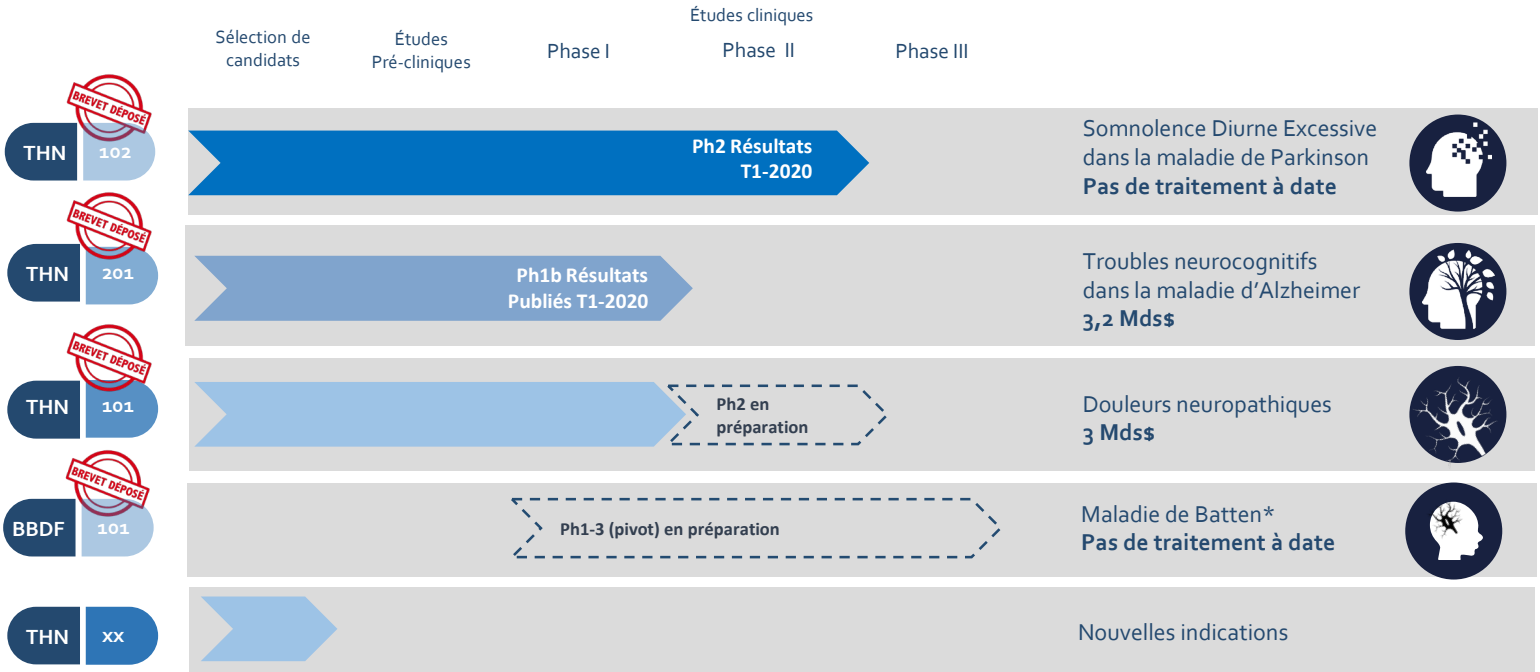 Études cliniques
Sélection de
candidats
Études
Pré-cliniques
Phase I
Phase II
Phase III
BREVET DÉPOSÉ
THN
102
Ph2 Résultats
T1-2020
Somnolence Diurne Excessive
dans la maladie de Parkinson
Pas de traitement à date
BREVET DÉPOSÉ
THN
201
Ph1b Résultats
Publiés T1-2020
Troubles neurocognitifs
dans la maladie d'Alzheimer
3,2 Mds$
BREVET DÉPOSÉ
THN
101
Ph2 en
préparation
Douleurs neuropathiques
3 Mds$
BREVET DÉPOSÉ
BBDF
101
Ph1-3 (pivot) en préparation
Maladie de Batten*
Pas de traitement à date
THN
xx
Nouvelles indications